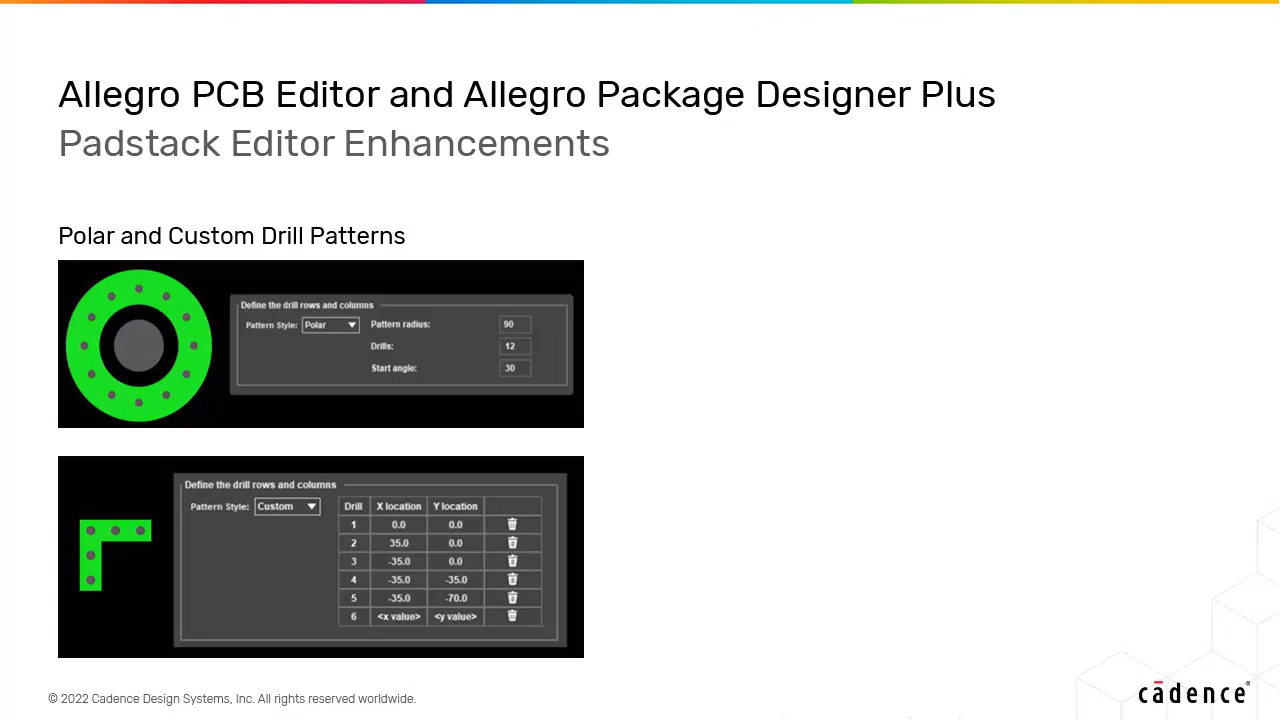 Allegro PCB Editor and Allegro Package Designer Plus
Padstack Editor Enhancements
Polar and Custom Drill Patterns
Define the drill rows and columns
Pattern Style: Polar Pattern radius: 90
Drills: 12
Start angle: 30
Define the drill rows and columns
Pattern Style: Custom
Drill X location Y location
1 0.0 0.0
2 35.0 0.0
3 -35.0 0.0
4 -35.0 -35.0
5 -35.0 -70.0
6 <x value> <y value>
© 2022 Cadence Design Systems, Inc. All rights reserved worldwide.
cādence®